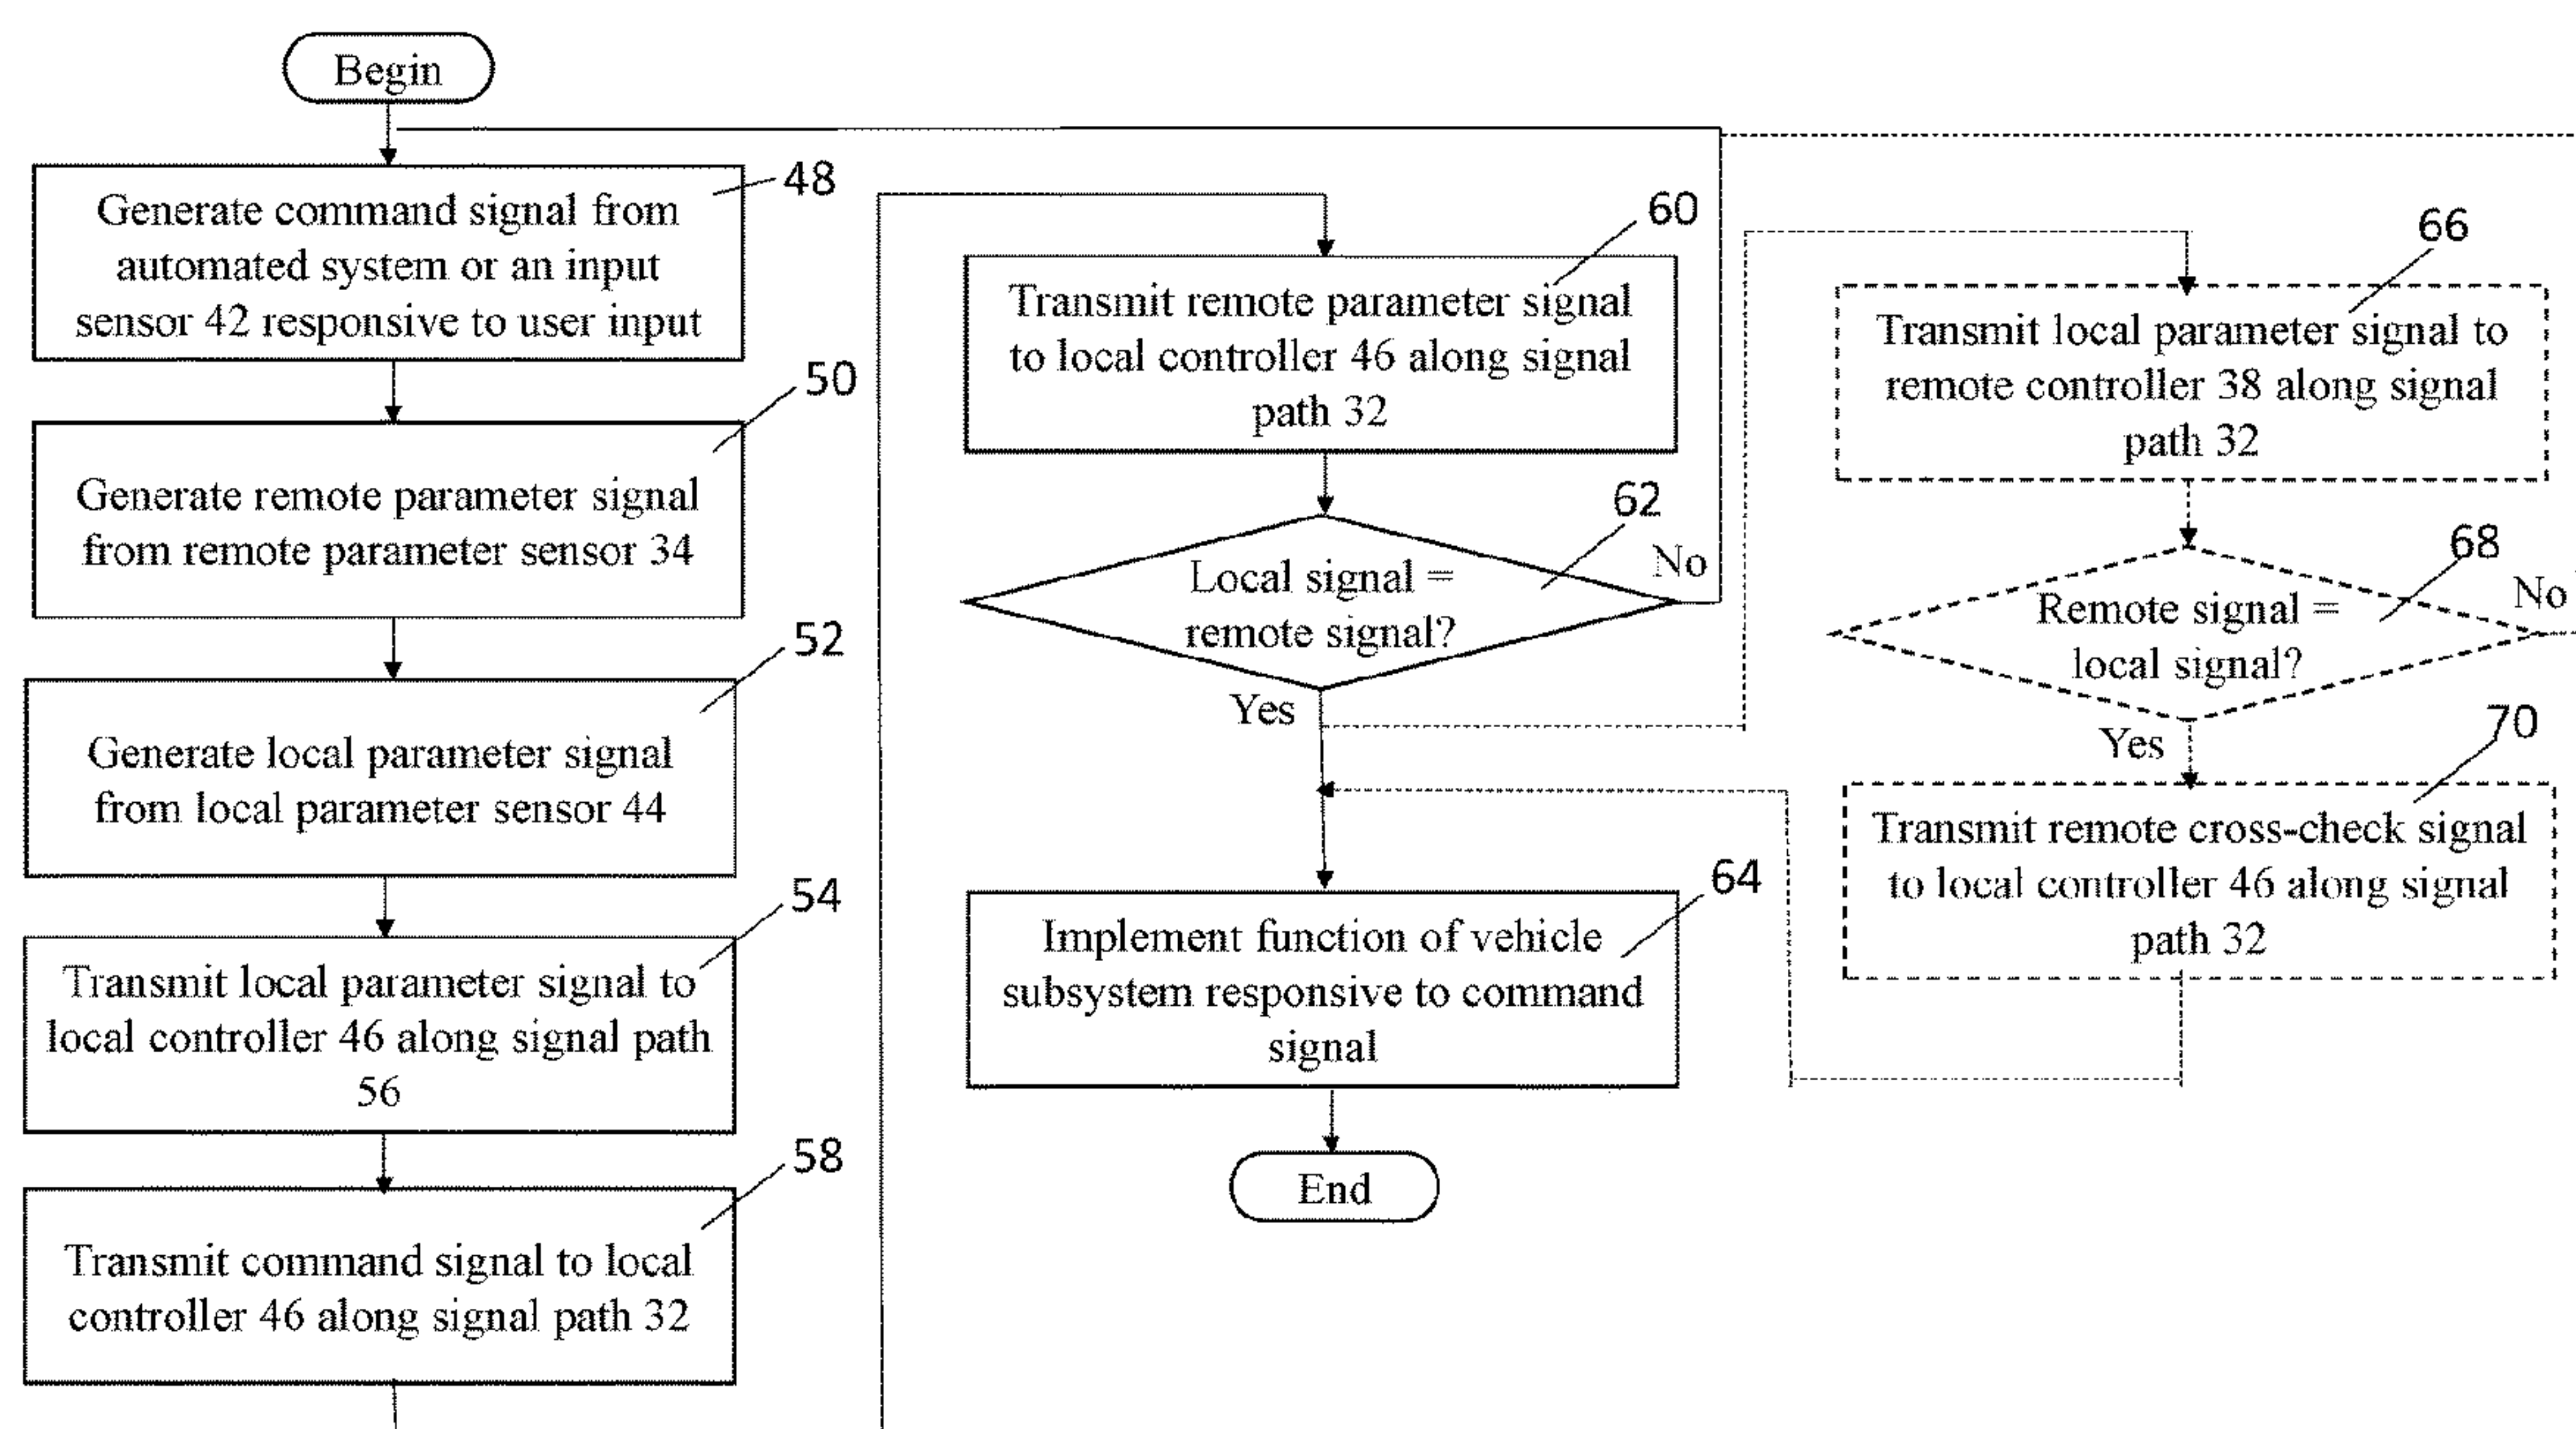 Begin
48
Generate command signal from
automated system or an input
sensor 42 responsive to user input
50
Generate remote parameter signal
from remote parameter sensor 34
52
Generate local parameter signal
from local parameter sensor 44
54
Transmit local parameter signal to
local controller 46 along signal path
56
58
Transmit command signal to local
controller 46 along signal path 32
60
Transmit remote parameter signal
to local controller 46 along signal
path 32
62
Local signal =
remote signal?
No
Yes
64
Implement function of vehicle
subsystem responsive to command
signal
End
66
Transmit local parameter signal to
remote controller 38 along signal
path 32
68
Remote signal =
local signal?
No
Yes
70
Transmit remote cross-check signal
to local controller 46 along signal
path 32